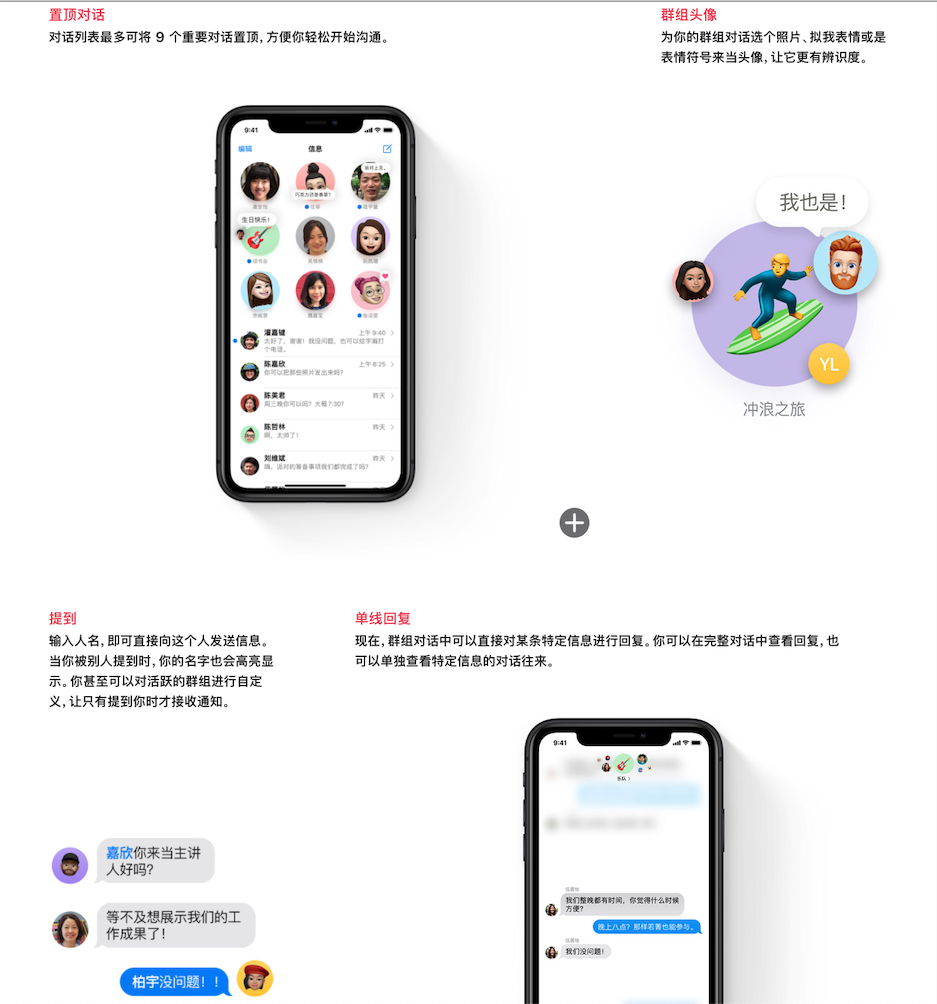 置顶对话
对话列表最多可将 9 个重要对话置顶，方便你轻松开始沟通。
群组头像
为你的群组对话选个照片、拟我表情或是
表情符号来当头像，让它更有辨识度。
9:41
编辑
信息
巧克力还是香草?
生日快乐!
读书会
灌嘉键
上午 9:40
太好了，谢谢! 我没问题。也可以给宇瀚打
个电话。
陈嘉欣
上午 8:25
你可以把那些照片发出来吗?
陈美君
昨天
周三晚你可以吗? 大概 7:30?
陈哲林
昨天
啊，太帅了!
刘维斌
昨天
嗨，派对的筹备事项我们都完成了吗?
我也是!
YL
冲浪之旅
提到
输入人名，即可直接向这个人发送信息。
当你被别人提到时，你的名字也会高亮显
示。你甚至可以对活跃的群组进行自定
义，让只有提到你时才接收通知。
单线回复
现在，群组对话中可以直接对某条特定信息进行回复。你可以在完整对话中查看回复，也
可以单独查看特定信息的对话往来。
嘉欣你来当主讲
人好吗?
等不及想展示我们的工
作成果了!
柏宇没问题! !
9:41
乐队
我们整晚都有时间，你觉得什么时候
方便?
晚上八点? 那样若菁也能参与。
我们没问题!